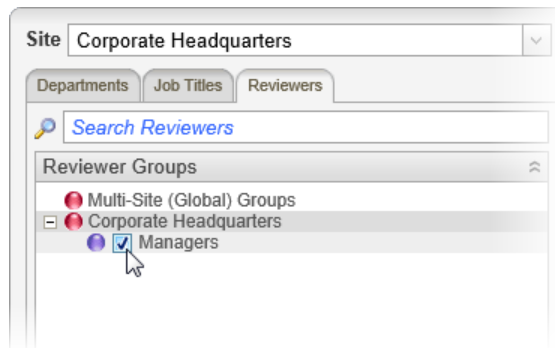 Site Corporate Headquarters
Departments Job Titles Reviewers
Search Reviewers
Reviewer Groups
Multi-Site (Global) Groups
Corporate Headquarters
Managers